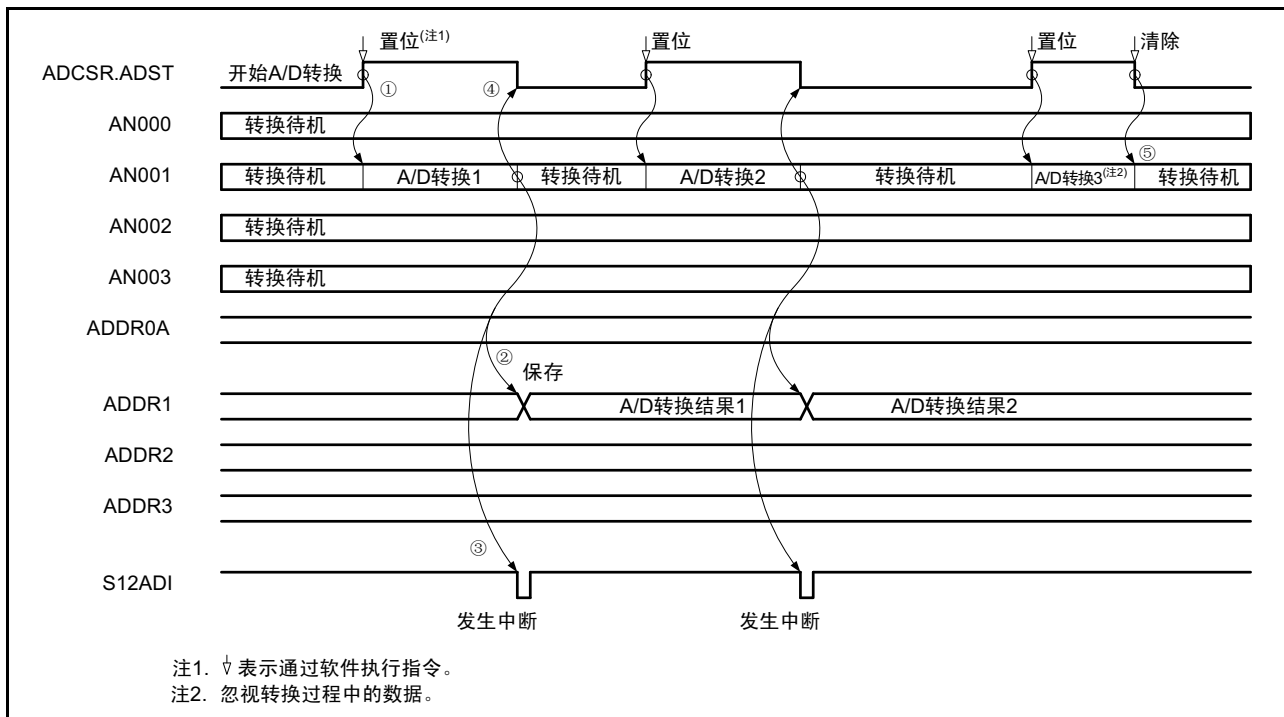 置位(注1) 置位 置位 清除
ADCSR.ADST 开始A/D转换 ① ④
AN000 转换待机
⑤
AN001 转换待机 A/D转换1 转换待机 A/D转换2 转换待机 A/D转换3(注2) 转换待机
AN002 转换待机
AN003 转换待机
ADDR0A
② 保存
ADDR1 A/D转换结果1 A/D转换结果2
ADDR2
ADDR3
③
S12ADI
发生中断 发生中断
注1. 表示通过软件执行指令。
注2. 忽视转换过程中的数据。